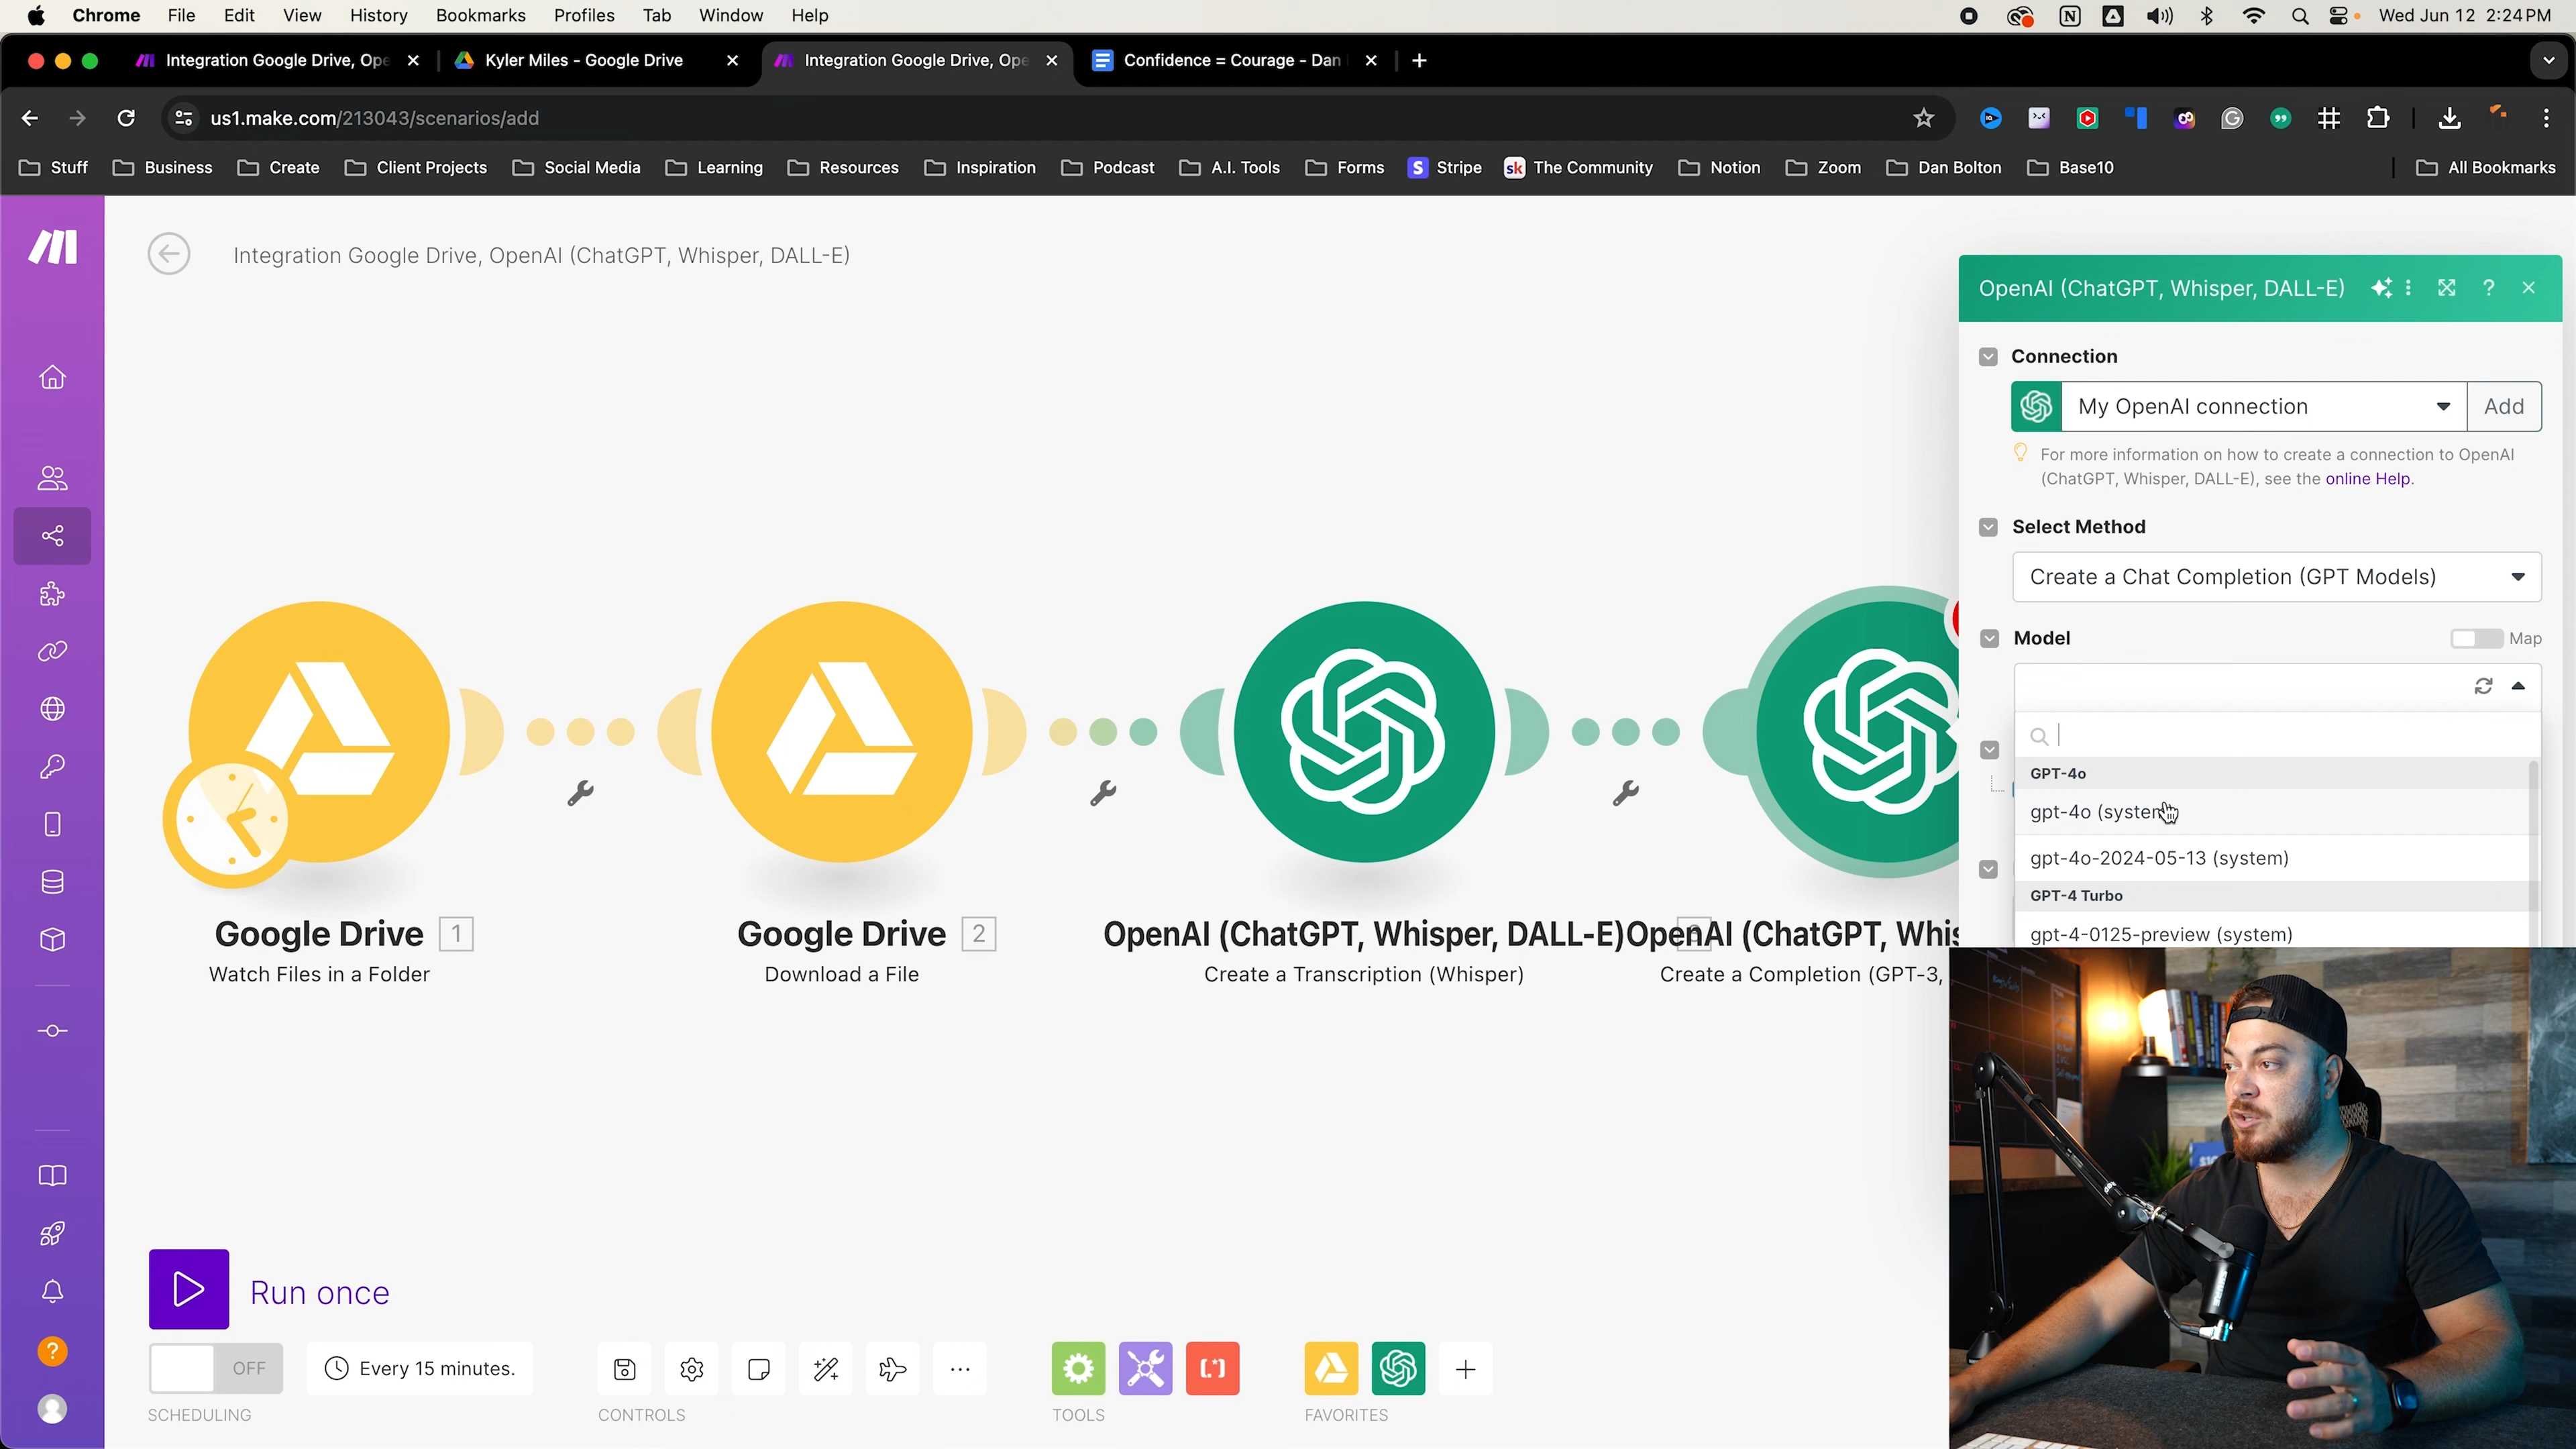 Chrome File Edit View History Bookmarks Profiles Tab Window Help Wed Jun 12 2:24 PM
Integration Google Drive, Ope Kyler Miles - Google Drive Integration Google Drive, Ope Confidence = Courage - Dan
us1.make.com/213043/scenarios/add
Stuff Business Create Client Projects Social Media Learning Resources Inspiration Podcast A.I. Tools Forms Stripe The Community Notion Zoom Dan Bolton Base10 All Bookmarks
Integration Google Drive, OpenAI (ChatGPT, Whisper, DALL-E)
OpenAI (ChatGPT, Whisper, DALL-E)
Connection
My OpenAI connection Add
For more information on how to create a connection to OpenAI
(ChatGPT, Whisper, DALL-E), see the online Help.
Select Method
Create a Chat Completion (GPT Models)
Model Map
GPT-4o
gpt-4o (system)
gpt-4o-2024-05-13 (system)
GPT-4 Turbo
gpt-4-0125-preview (system)
Google Drive 1
Watch Files in a Folder
Google Drive 2
Download a File
OpenAI (ChatGPT, Whisper, DALL-E)
Create a Transcription (Whisper)
OpenAI (ChatGPT, Whis
Create a Completion (GPT-3,
Run once
OFF Every 15 minutes.
SCHEDULING CONTROLS TOOLS FAVORITES